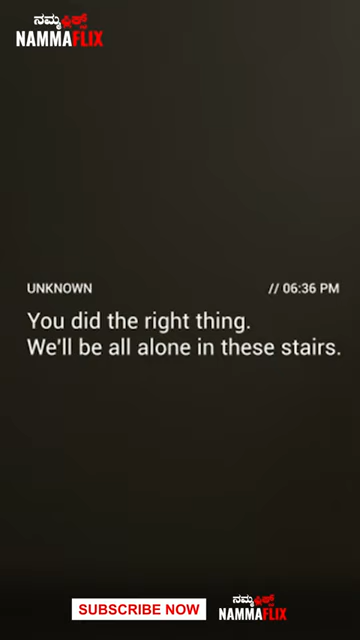 ನಮ್ಮಫ್ಲಿಕ್ಸ್
NAMMAFLIX
UNKNOWN // 06:36 PM
You did the right thing.
We'll be all alone in these stairs.
SUBSCRIBE NOW
ನಮ್ಮಫ್ಲಿಕ್ಸ್
NAMMAFLIX